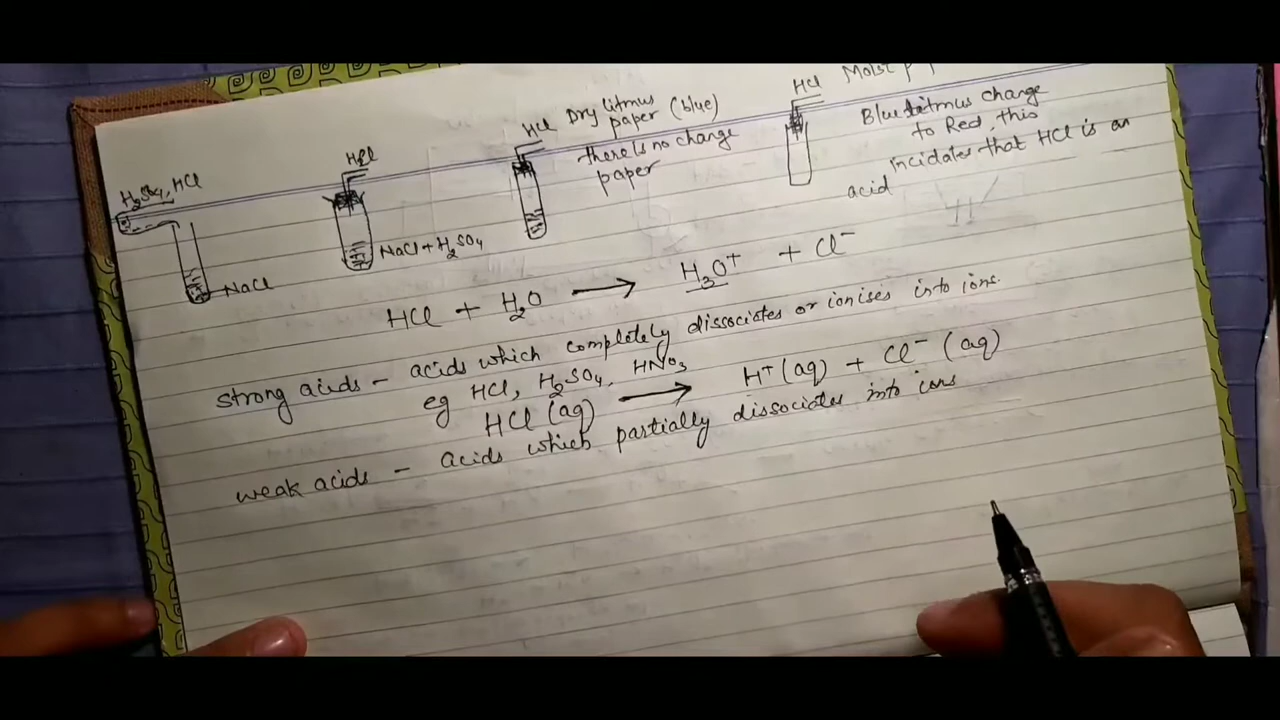 H₂SO₄, HCl
NaCl
HCl
NaCl + H₂SO₄
HCl
Dry litmus
paper (blue)
there is no change
paper
HCl
Moist
Blue litmus change
to Red, this
incidates that HCl is an
acid
HCl + H₂O ⟶ H₃O⁺ + Cl⁻
strong acids - acids which completely dissociates or ionises into ions.
eg HCl, H₂SO₄, HNO₃
HCl (aq) ⟶ H⁺ (aq) + Cl⁻ (aq)
weak acids - acids which partially dissociates into ions